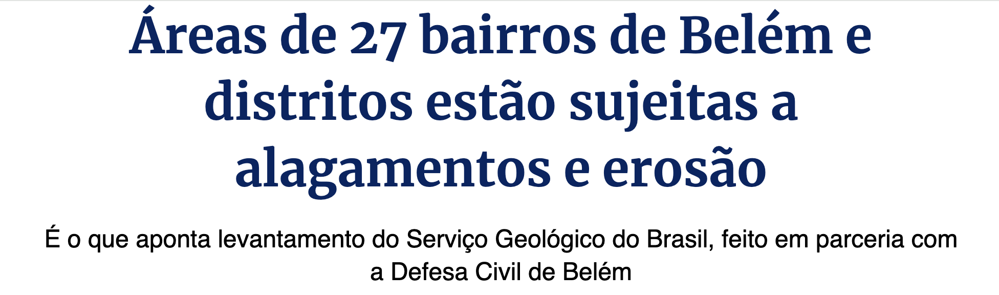 Áreas de 27 bairros de Belém e
distritos estão sujeitas a
alagamentos e erosão
É o que aponta levantamento do Serviço Geológico do Brasil, feito em parceria com
a Defesa Civil de Belém